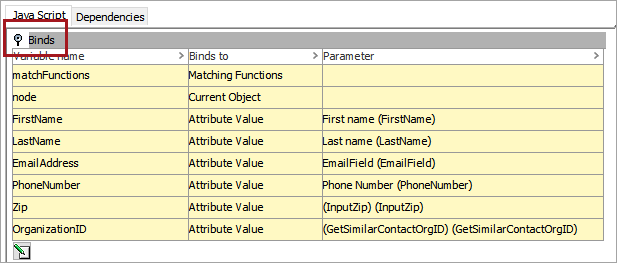 Java Script Dependencies
Binds
Variable name > Binds to > Parameter >
matchFunctions Matching Functions
node Current Object
FirstName Attribute Value First name (FirstName)
LastName Attribute Value Last name (LastName)
EmailAddress Attribute Value EmailField (EmailField)
PhoneNumber Attribute Value Phone Number (PhoneNumber)
Zip Attribute Value (InputZip) (InputZip)
OrganizationID Attribute Value (GetSimilarContactOrgID) (GetSimilarContactOrgID)